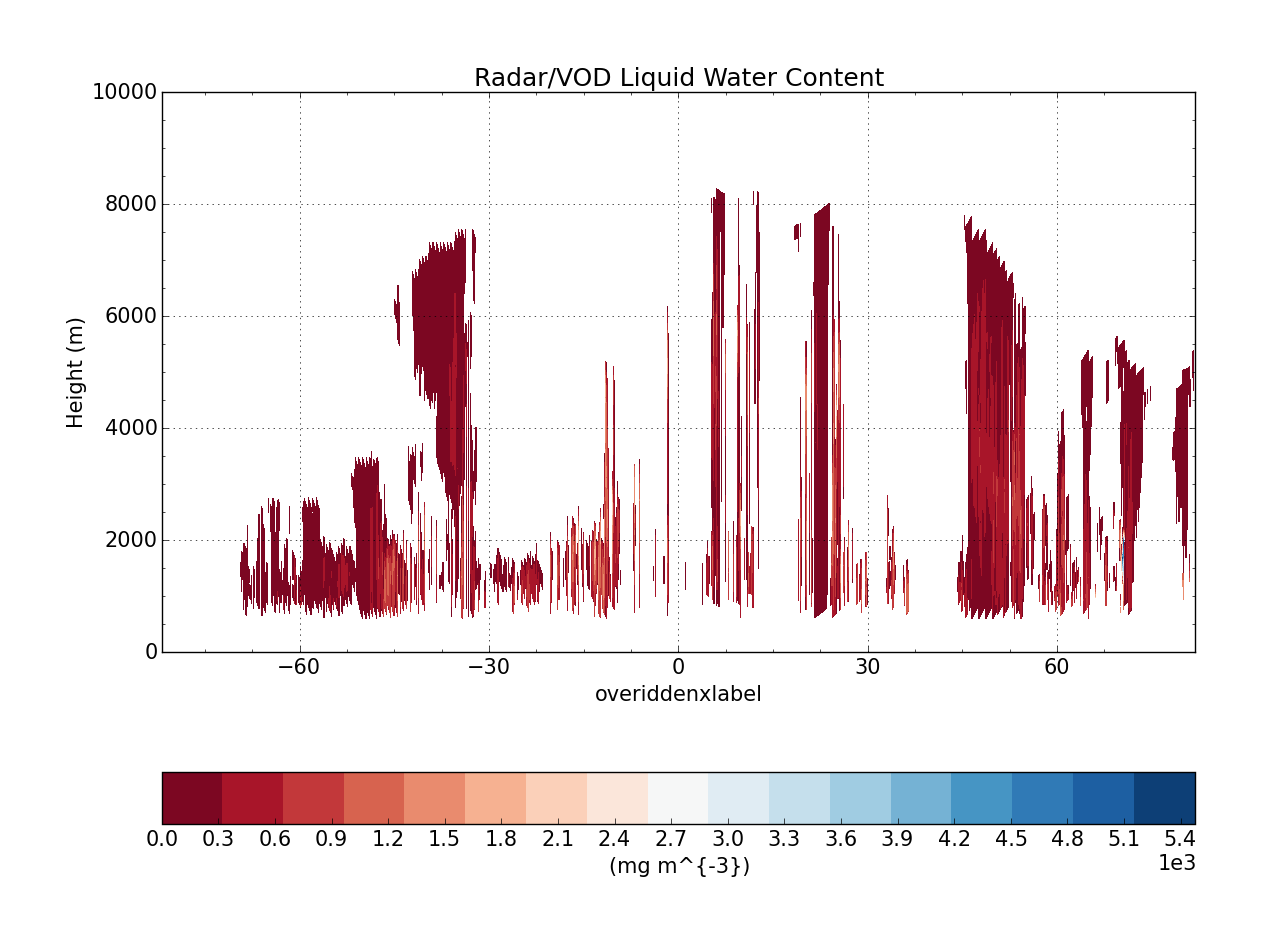 Radar/VOD Liquid Water Content
10000
8000
6000
4000
2000
0
Height (m)
−60 −30 0 30 60
overiddenxlabel
0.0 0.3 0.6 0.9 1.2 1.5 1.8 2.1 2.4 2.7 3.0 3.3 3.6 3.9 4.2 4.5 4.8 5.1 5.4
1e3
(mg m^{-3})